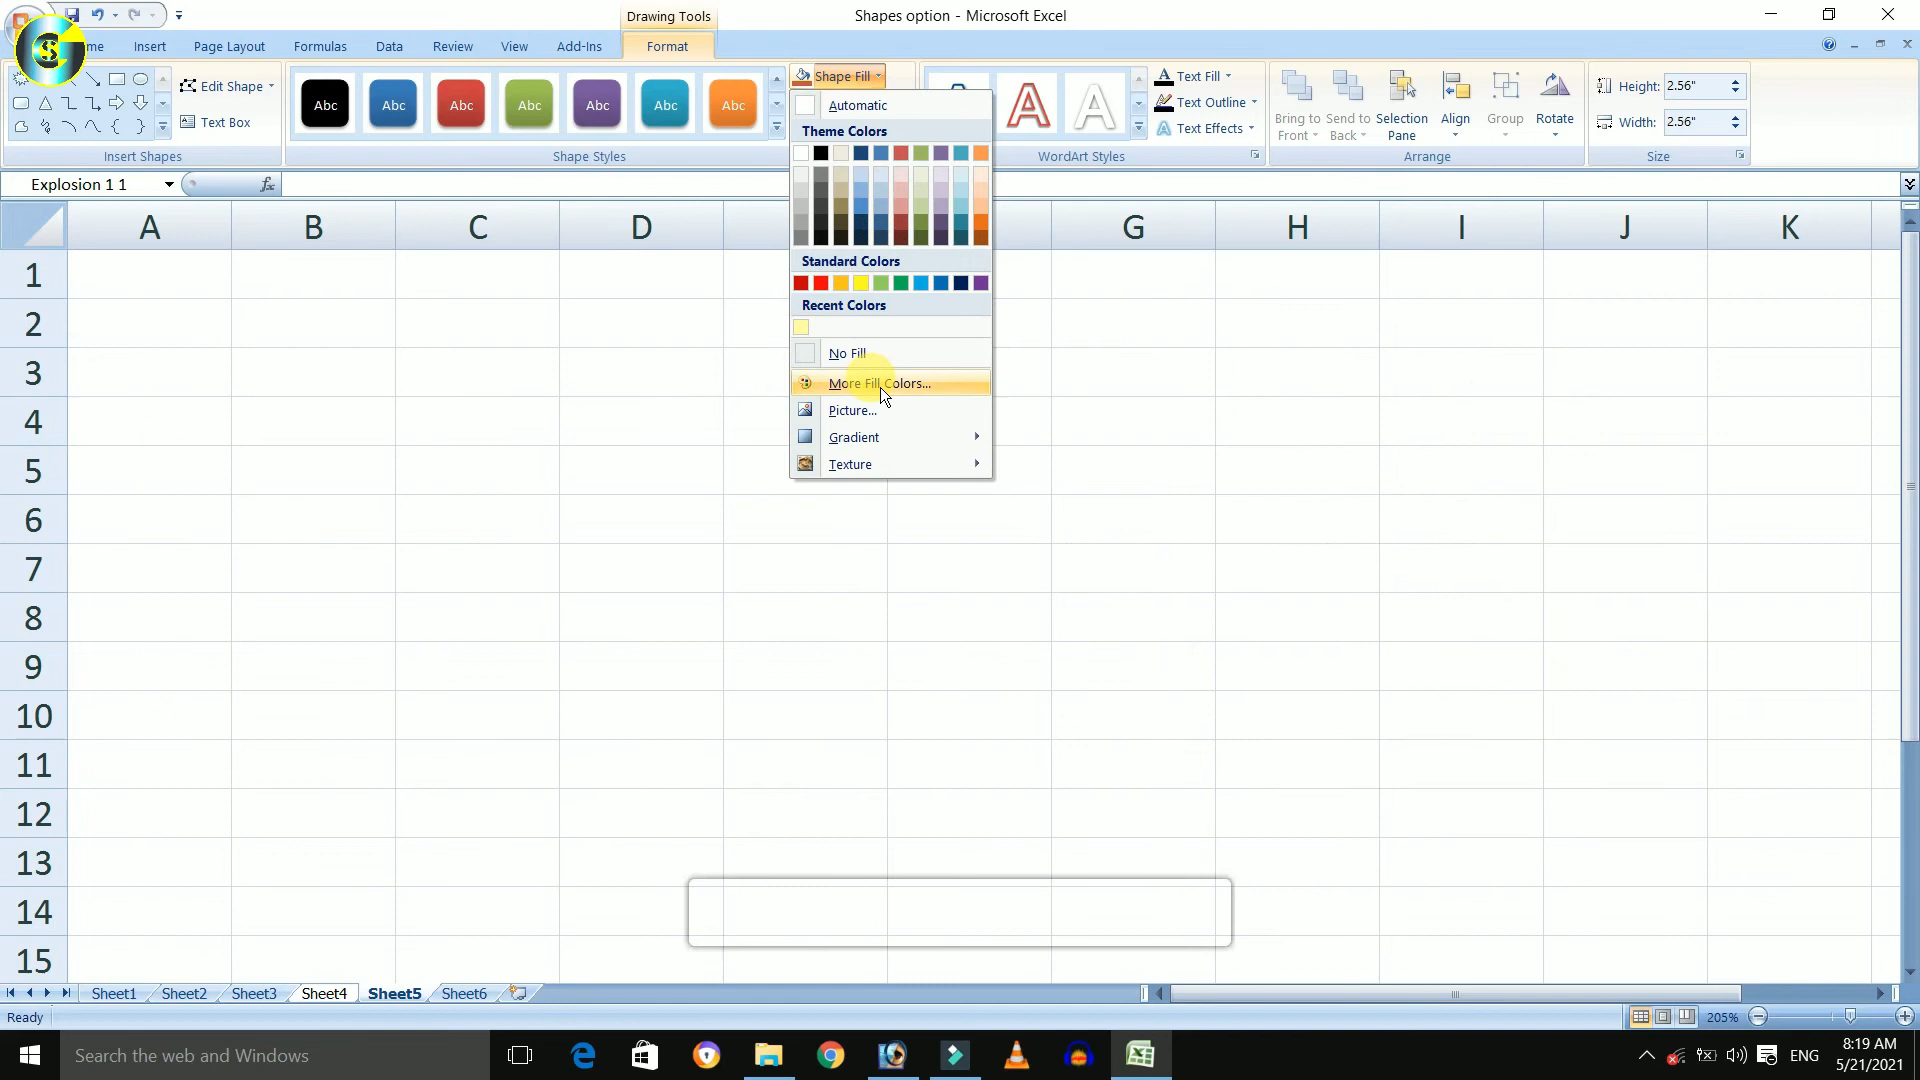 Drawing Tools
Shapes option - Microsoft Excel
Insert Page Layout Formulas Data Review View Add-Ins Format
Edit Shape
Text Box
Insert Shapes
Abc Abc Abc Abc Abc Abc Abc
Shape Styles
Shape Fill
Automatic
Theme Colors
Standard Colors
Recent Colors
No Fill
More Fill Colors...
Picture...
Gradient
Texture
A A
Text Fill
Text Outline
Text Effects
WordArt Styles
Bring to Front
Send to Back
Selection Pane
Align
Group
Rotate
Arrange
Height: 2.56"
Width: 2.56"
Size
Explosion 1 1
fx
A B C D G H I J K
1
2
3
4
5
6
7
8
9
10
11
12
13
14
15
Sheet1 Sheet2 Sheet3 Sheet4 Sheet5 Sheet6
Ready
205%
Search the web and Windows
ENG
8:19 AM
5/21/2021